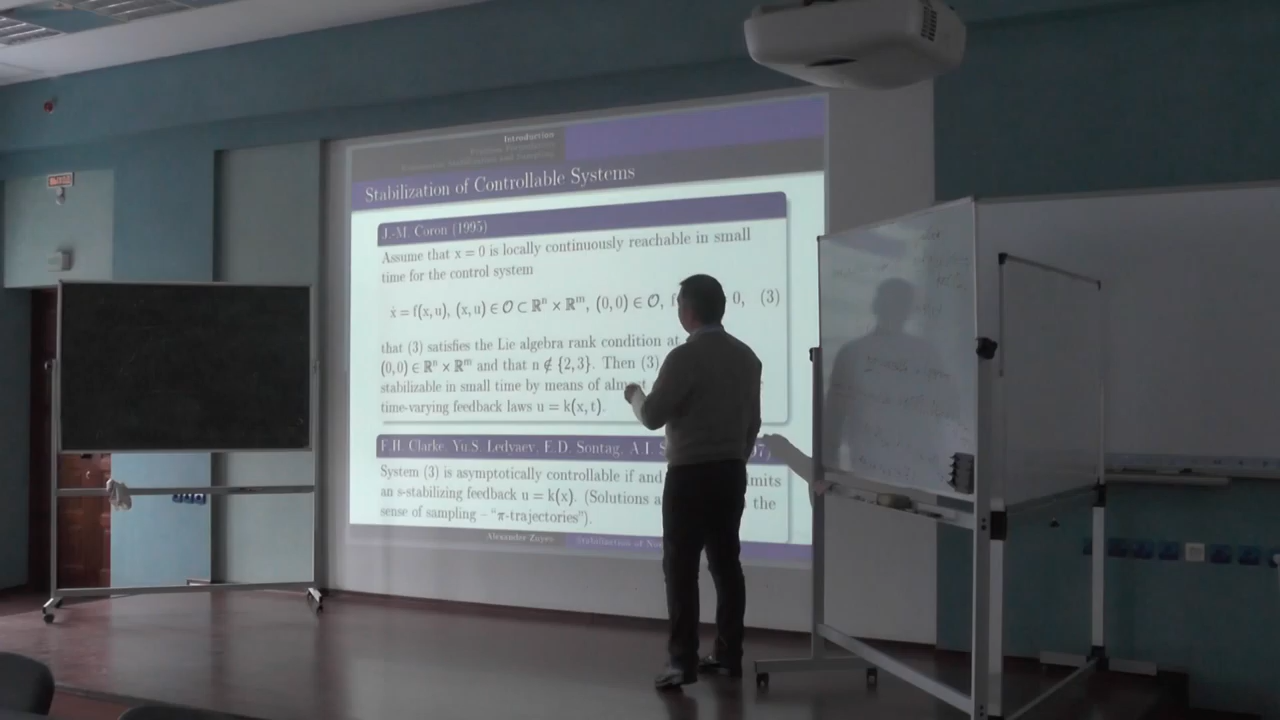 Introduction
Stabilization of Controllable Systems
J.-M. Coron (1995)
Assume that x = 0 is locally continuously reachable in small
time for the control system
ẋ = f(x, u), (x, u) ∈ 𝒪 ⊂ ℝⁿ × ℝᵐ, (0, 0) ∈ 𝒪, f 0, (3)
that (3) satisfies the Lie algebra rank condition at
(0, 0) ∈ ℝⁿ × ℝᵐ and that n ∉ {2, 3}. Then (3)
stabilizable in small time by means of almost
time-varying feedback laws u = k(x, t).
F.H. Clarke, Yu.S. Ledyaev, E.D. Sontag, A.I. S
System (3) is asymptotically controllable if and
an s-stabilizing feedback u = k(x). (Solutions the
sense of sampling – “π-trajectories”).
Alexander Zuyev Stabilization of